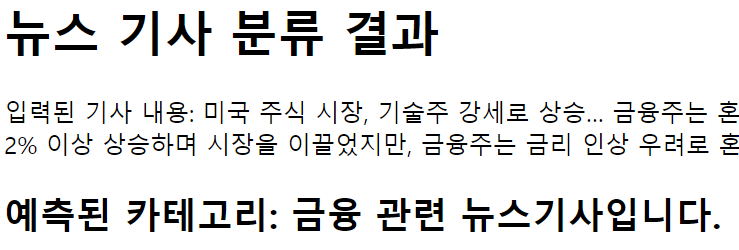 뉴스 기사 분류 결과
입력된 기사 내용: 미국 주식 시장, 기술주 강세로 상승... 금융주는 혼
2% 이상 상승하며 시장을 이끌었지만, 금융주는 금리 인상 우려로 혼
예측된 카테고리: 금융 관련 뉴스기사입니다.